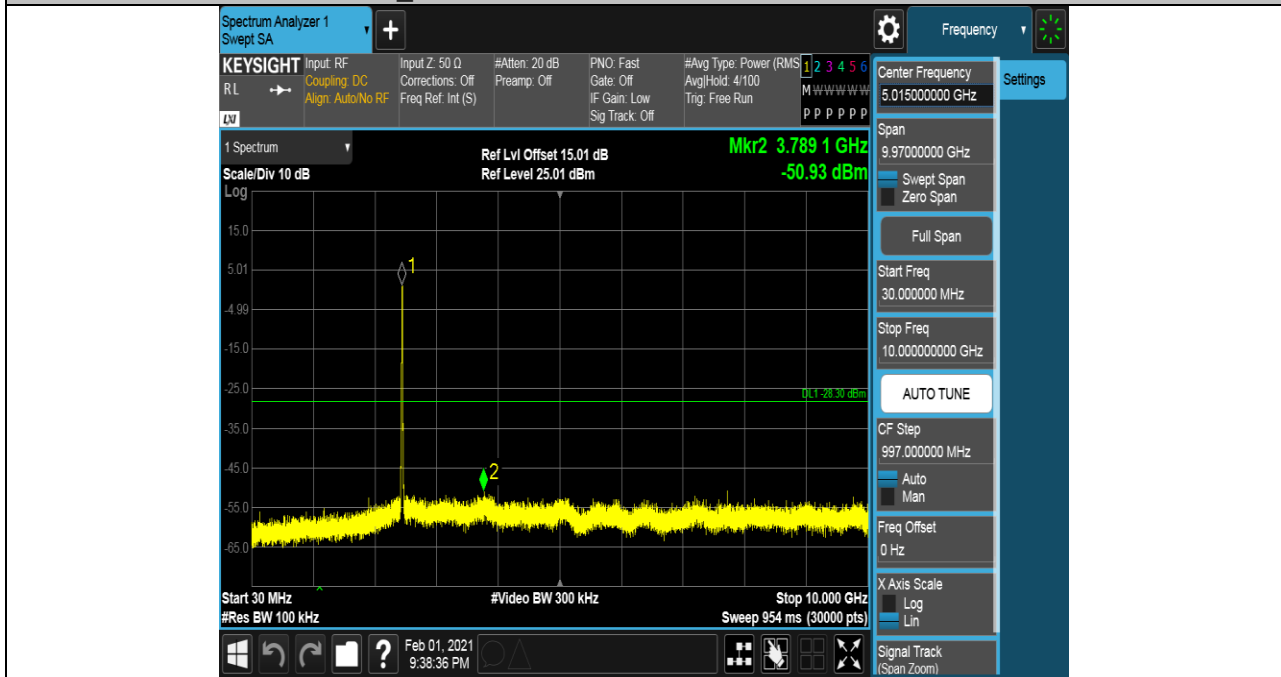 Spectrum Analyzer 1
Swept SA
+
Frequency
KEYSIGHT
RL
LXI
Input: RF
Coupling: DC
Align: Auto/No RF
Input Z: 50 Ω
Corrections: Off
Freq Ref: Int (S)
#Atten: 20 dB
Preamp: Off
PNO: Fast
Gate: Off
IF Gain: Low
Sig Track: Off
#Avg Type: Power (RMS
Avg|Hold: 4/100
Trig: Free Run
1 2 3 4 5 6
M W W W W W
P P P P P P
1 Spectrum
Scale/Div 10 dB
Ref Lvl Offset 15.01 dB
Ref Level 25.01 dBm
Mkr2 3.789 1 GHz
-50.93 dBm
Log
15.0
5.01
-4.99
-15.0
-25.0
-35.0
-45.0
-55.0
-65.0
1
2
DL1 -28.30 dBm
Start 30 MHz
#Res BW 100 kHz
#Video BW 300 kHz
Stop 10.000 GHz
Sweep 954 ms (30000 pts)
?
Feb 01, 2021
9:38:36 PM
Center Frequency
5.015000000 GHz
Span
9.97000000 GHz
Swept Span
Zero Span
Full Span
Start Freq
30.000000 MHz
Stop Freq
10.000000000 GHz
AUTO TUNE
CF Step
997.000000 MHz
Auto
Man
Freq Offset
0 Hz
X Axis Scale
Log
Lin
Signal Track
(Span Zoom)
Settings